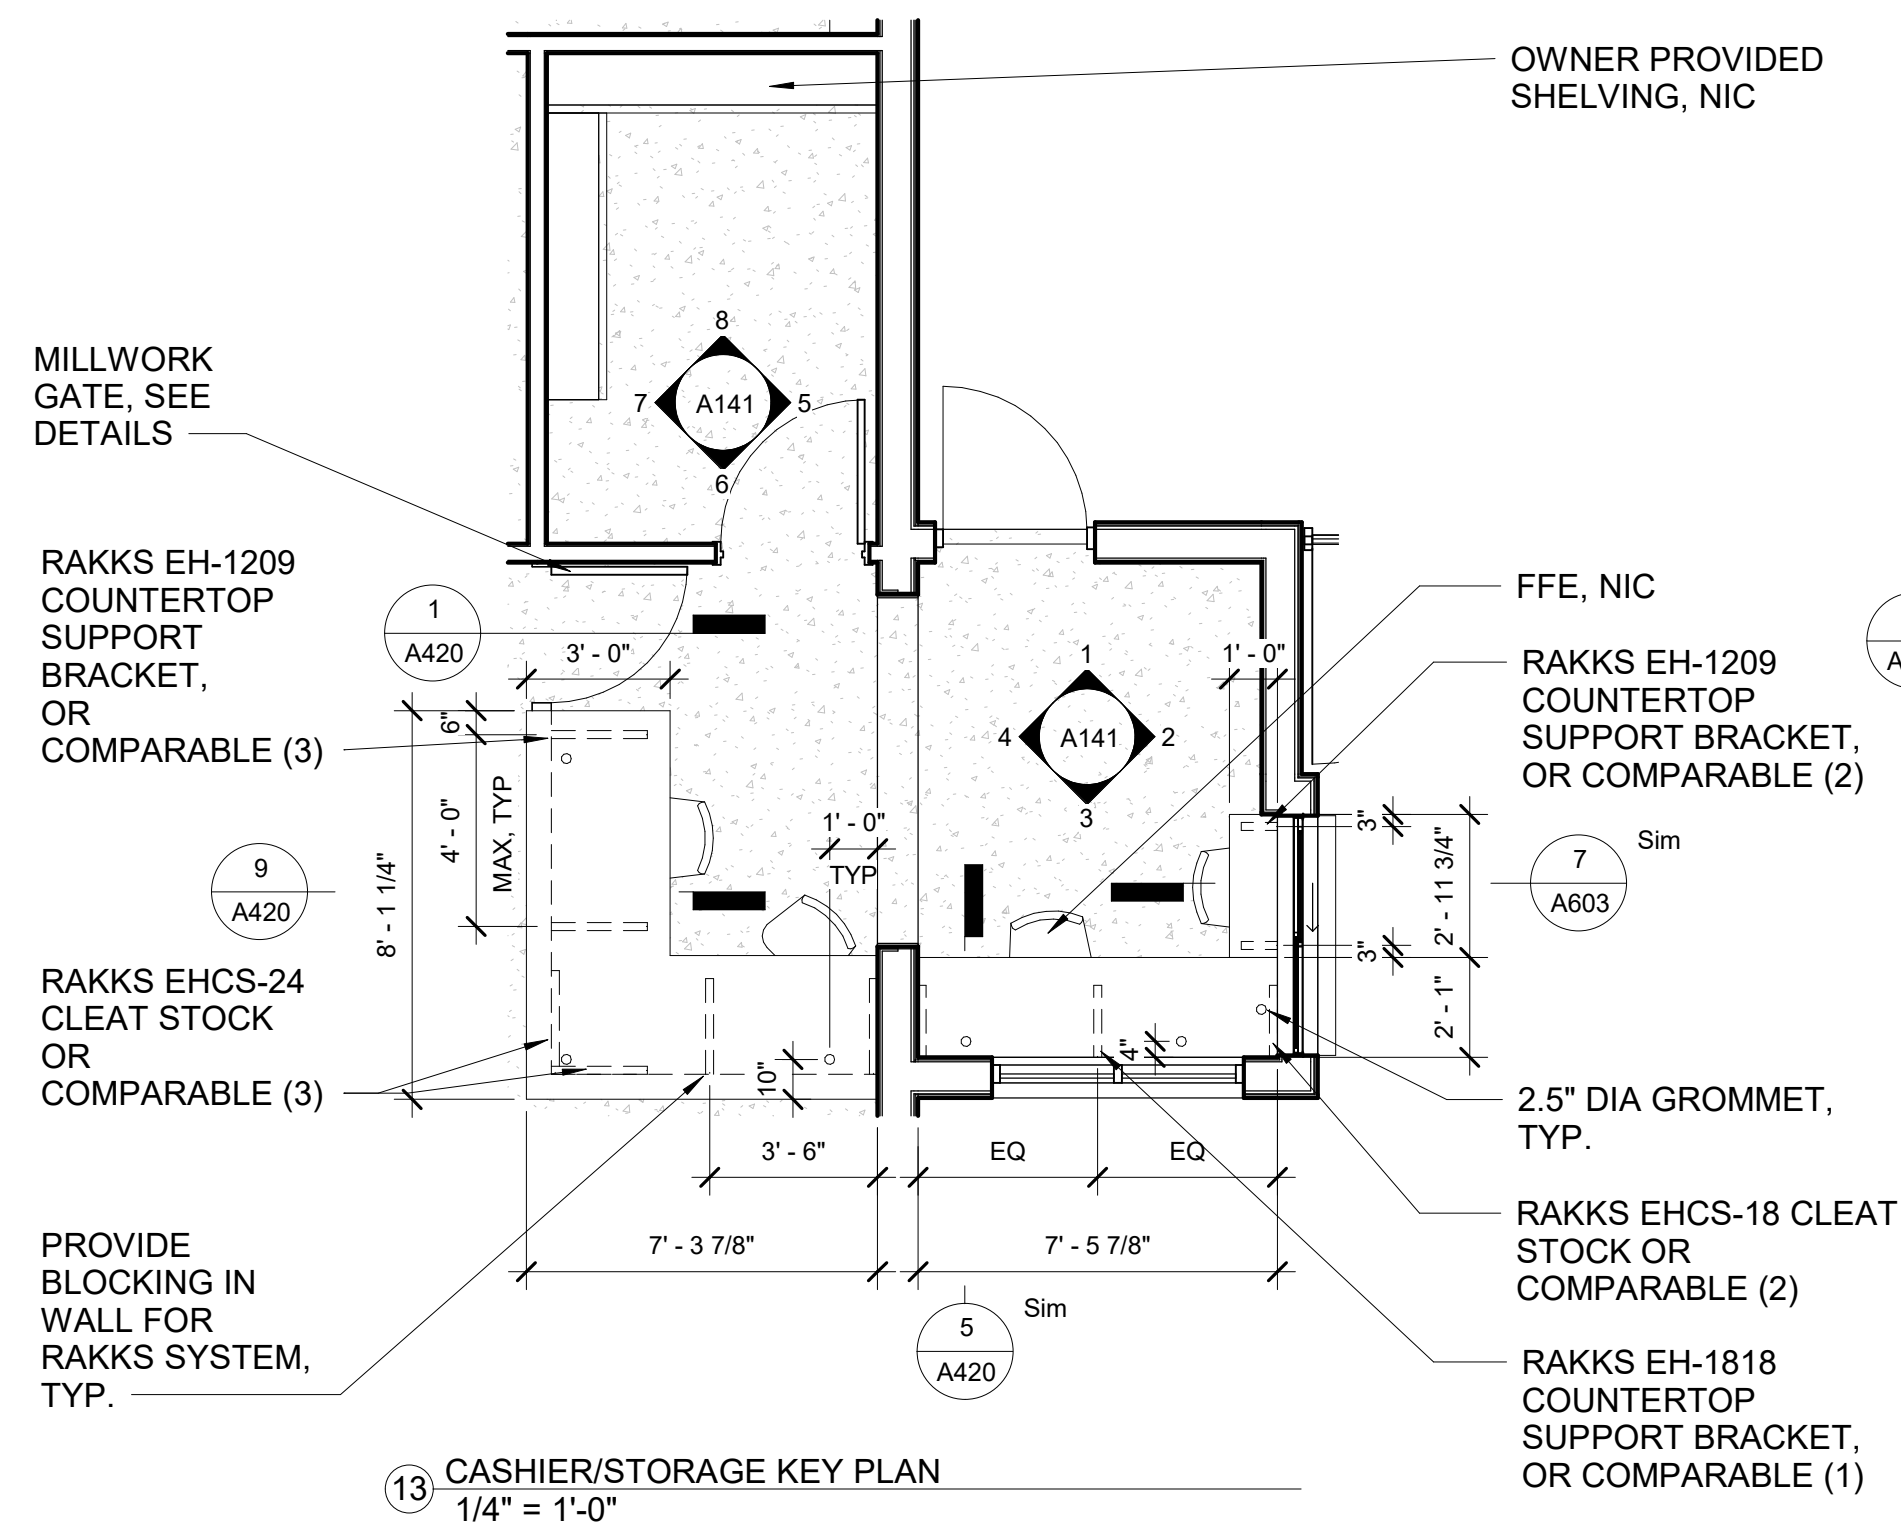 OWNER PROVIDED
SHELVING, NIC
MILLWORK
GATE, SEE
DETAILS
8
7
A141
5
6
RAKKS EH-1209
COUNTERTOP
SUPPORT
BRACKET,
OR
COMPARABLE (3)
1
A420
3' - 0"
1' - 0"
FFE, NIC
RAKKS EH-1209
COUNTERTOP
SUPPORT BRACKET,
OR COMPARABLE (2)
1
4
A141
2
3
6"
4' - 0"
MAX, TYP
8' - 1 1/4"
1' - 0"
TYP
3"
2' - 11 3/4"
3"
2' - 1"
Sim
7
A603
9
A420
RAKKS EHCS-24
CLEAT STOCK
OR
COMPARABLE (3)
10"
4"
2.5" DIA GROMMET,
TYP.
3' - 6"
EQ
EQ
RAKKS EHCS-18 CLEAT
STOCK OR
COMPARABLE (2)
PROVIDE
BLOCKING IN
WALL FOR
RAKKS SYSTEM,
TYP.
7' - 3 7/8"
7' - 5 7/8"
5
A420
Sim
RAKKS EH-1818
COUNTERTOP
SUPPORT BRACKET,
OR COMPARABLE (1)
13
CASHIER/STORAGE KEY PLAN
1/4" = 1'-0"